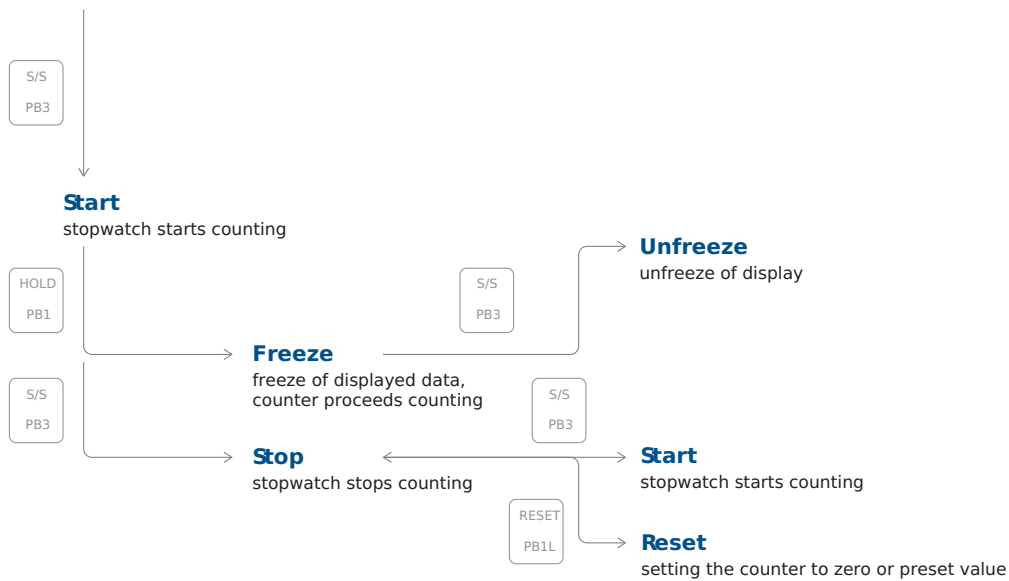 S/S
PB3
Start
stopwatch starts counting
HOLD
PB1
S/S
PB3
Unfreeze
unfreeze of display
Freeze
freeze of displayed data,
counter proceeds counting
S/S
PB3
S/S
PB3
Stop
stopwatch stops counting
Start
stopwatch starts counting
RESET
PB1L
Reset
setting the counter to zero or preset value